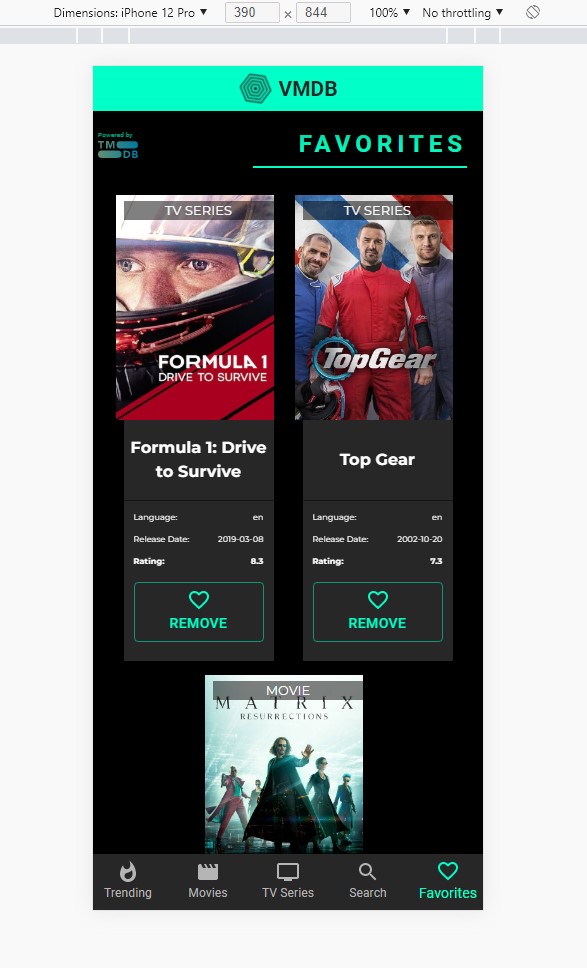 Dimensions: iPhone 12 Pro ▼ 390 × 844 100% ▼ No throttling ▼
VMDB
Powered by
TM
DB
FAVORITES
TV SERIES
FORMULA 1
DRIVE TO SURVIVE
TV SERIES
TopGear
Formula 1: Drive
to Survive
Language: en
Release Date: 2019-03-08
Rating: 8.3
REMOVE
Top Gear
Language: en
Release Date: 2002-10-20
Rating: 7.3
REMOVE
MOVIE
MATRIX
RESURRECTIONS
Trending Movies TV Series Search Favorites